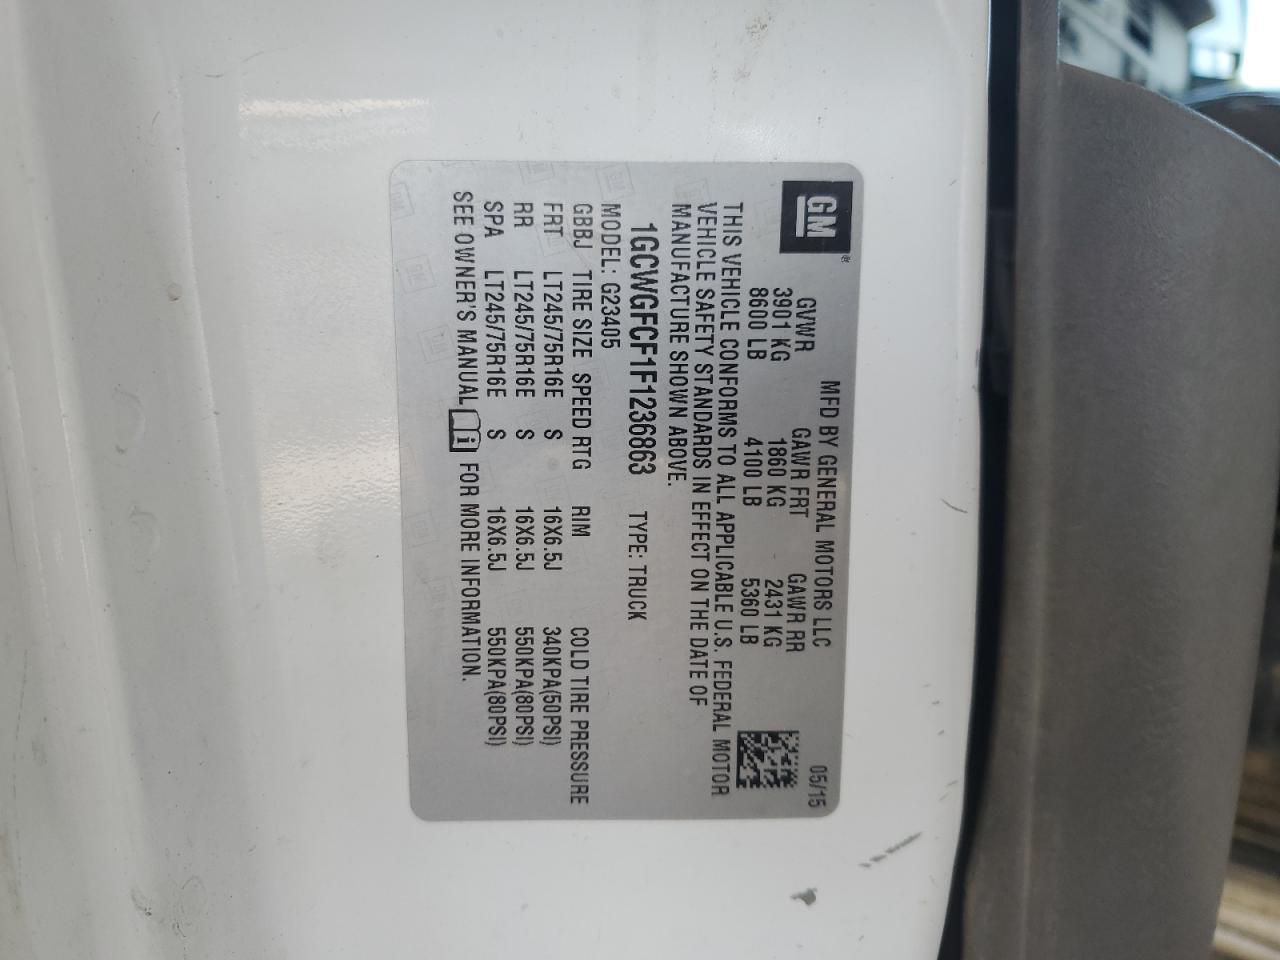 GM ®
MFD BY GENERAL MOTORS LLC 05/15
GVWR GAWR FRT GAWR RR
3901 KG 1860 KG 2431 KG
8600 LB 4100 LB 5360 LB
THIS VEHICLE CONFORMS TO ALL APPLICABLE U.S. FEDERAL MOTOR
VEHICLE SAFETY STANDARDS IN EFFECT ON THE DATE OF
MANUFACTURE SHOWN ABOVE.
1GCWGFCF1F1236863 TYPE: TRUCK
MODEL: G23405
GBBJ TIRE SIZE SPEED RTG RIM COLD TIRE PRESSURE
FRT LT245/75R16E S 16X6.5J 340KPA(50PSI)
RR LT245/75R16E S 16X6.5J 550KPA(80PSI)
SPA LT245/75R16E S 16X6.5J 550KPA(80PSI)
SEE OWNER'S MANUAL i FOR MORE INFORMATION.